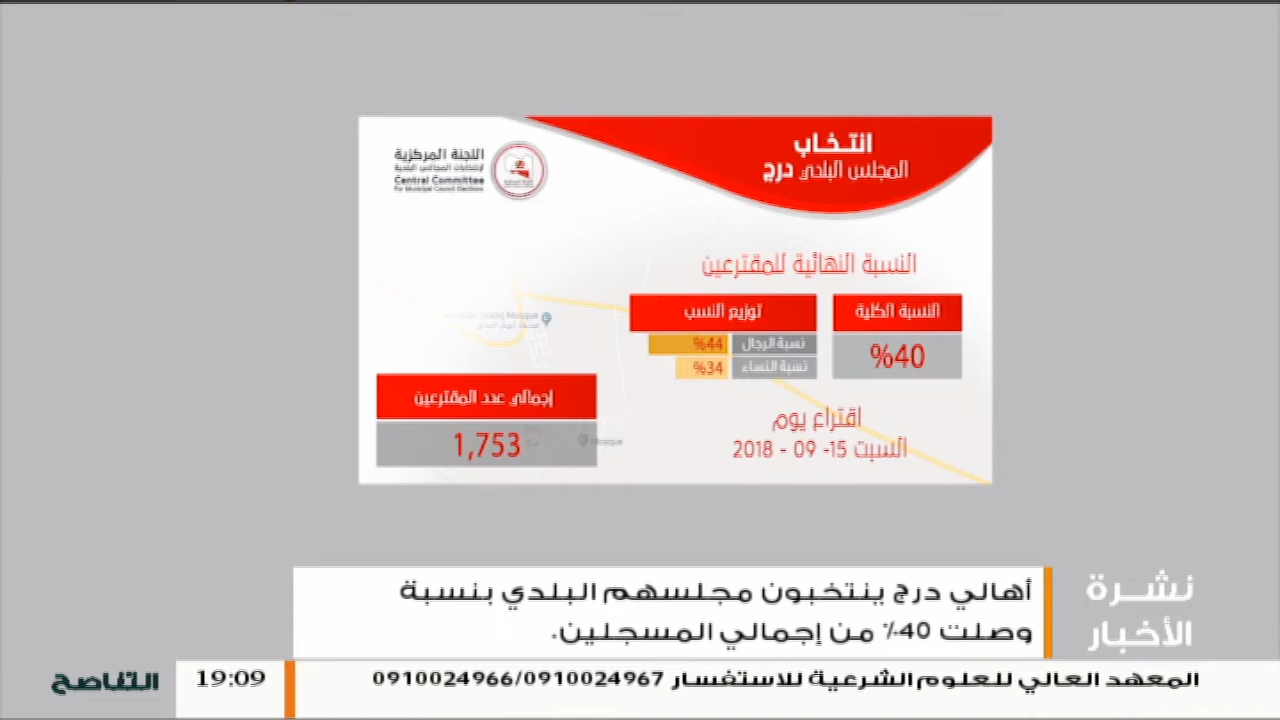 انتخاب
المجلس البلدي درج
اللجنة المركزية
لإنتخابات المجالس البلدية
Central Committee
For Municipal Council Elections
النسبة النهائية للمقترعين
النسبة الكلية
%40
توزيع النسب
نسبة الرجال %44
نسبة النساء %34
إجمالي عدد المقترعين
1,753
اقتراع يوم
السبت 15- 09 - 2018
Mosque
نشرة
الأخبار
أهالي درج ينتخبون مجلسهم البلدي بنسبة
وصلت 40% من إجمالي المسجلين.
المعهد العالي للعلوم الشرعية للاستفسار 0910024966/0910024967
19:09
التناصح